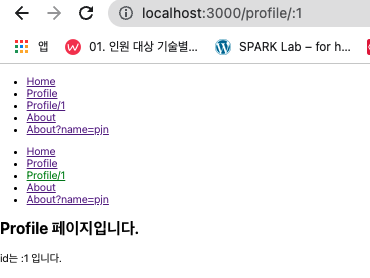 localhost:3000/profile/:1
앱 01. 인원 대상 기술별... SPARK Lab – for h...
Home
Profile
Profile/1
About
About?name=pjn
Home
Profile
Profile/1
About
About?name=pjn
Profile 페이지입니다.
id는 :1 입니다.